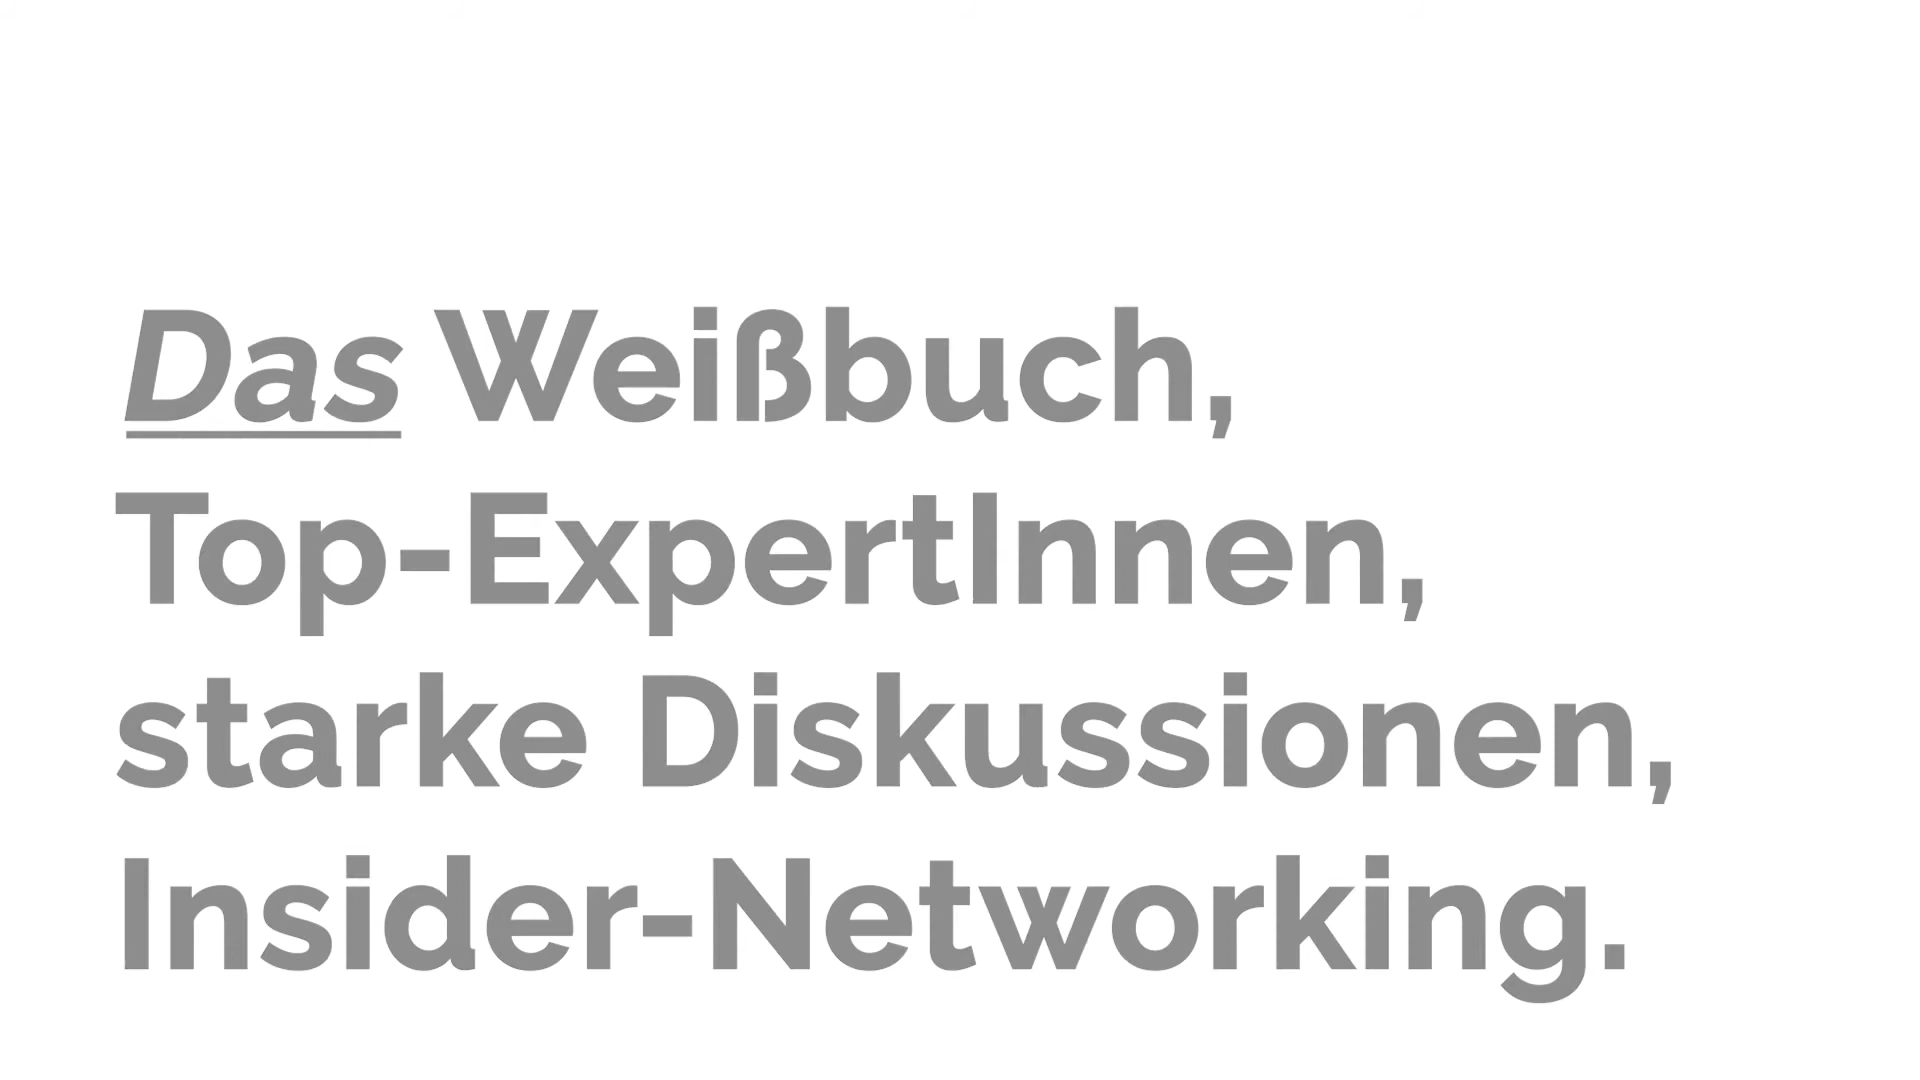 Das Weißbuch,
Top-ExpertInnen,
starke Diskussionen,
Insider-Networking.